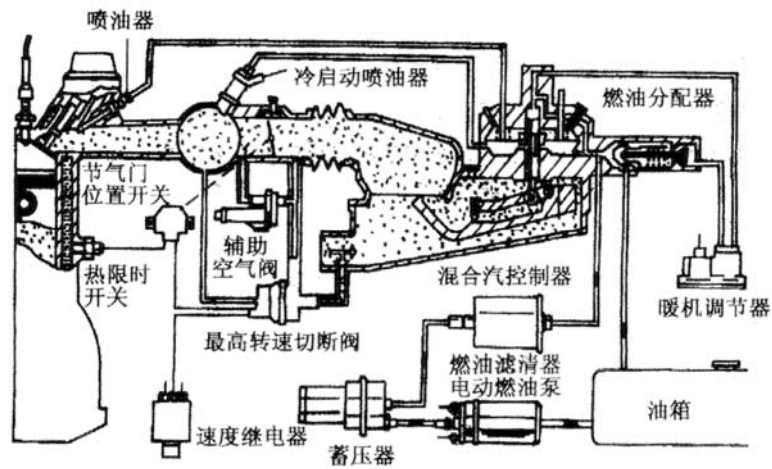 喷油器
冷启动喷油器
燃油分配器
节气门
位置开关
辅助
空气阀
热限时
开关
混合汽控制器
暖机调节器
最高转速切断阀
燃油滤清器
电动燃油泵
油箱
速度继电器
蓄压器